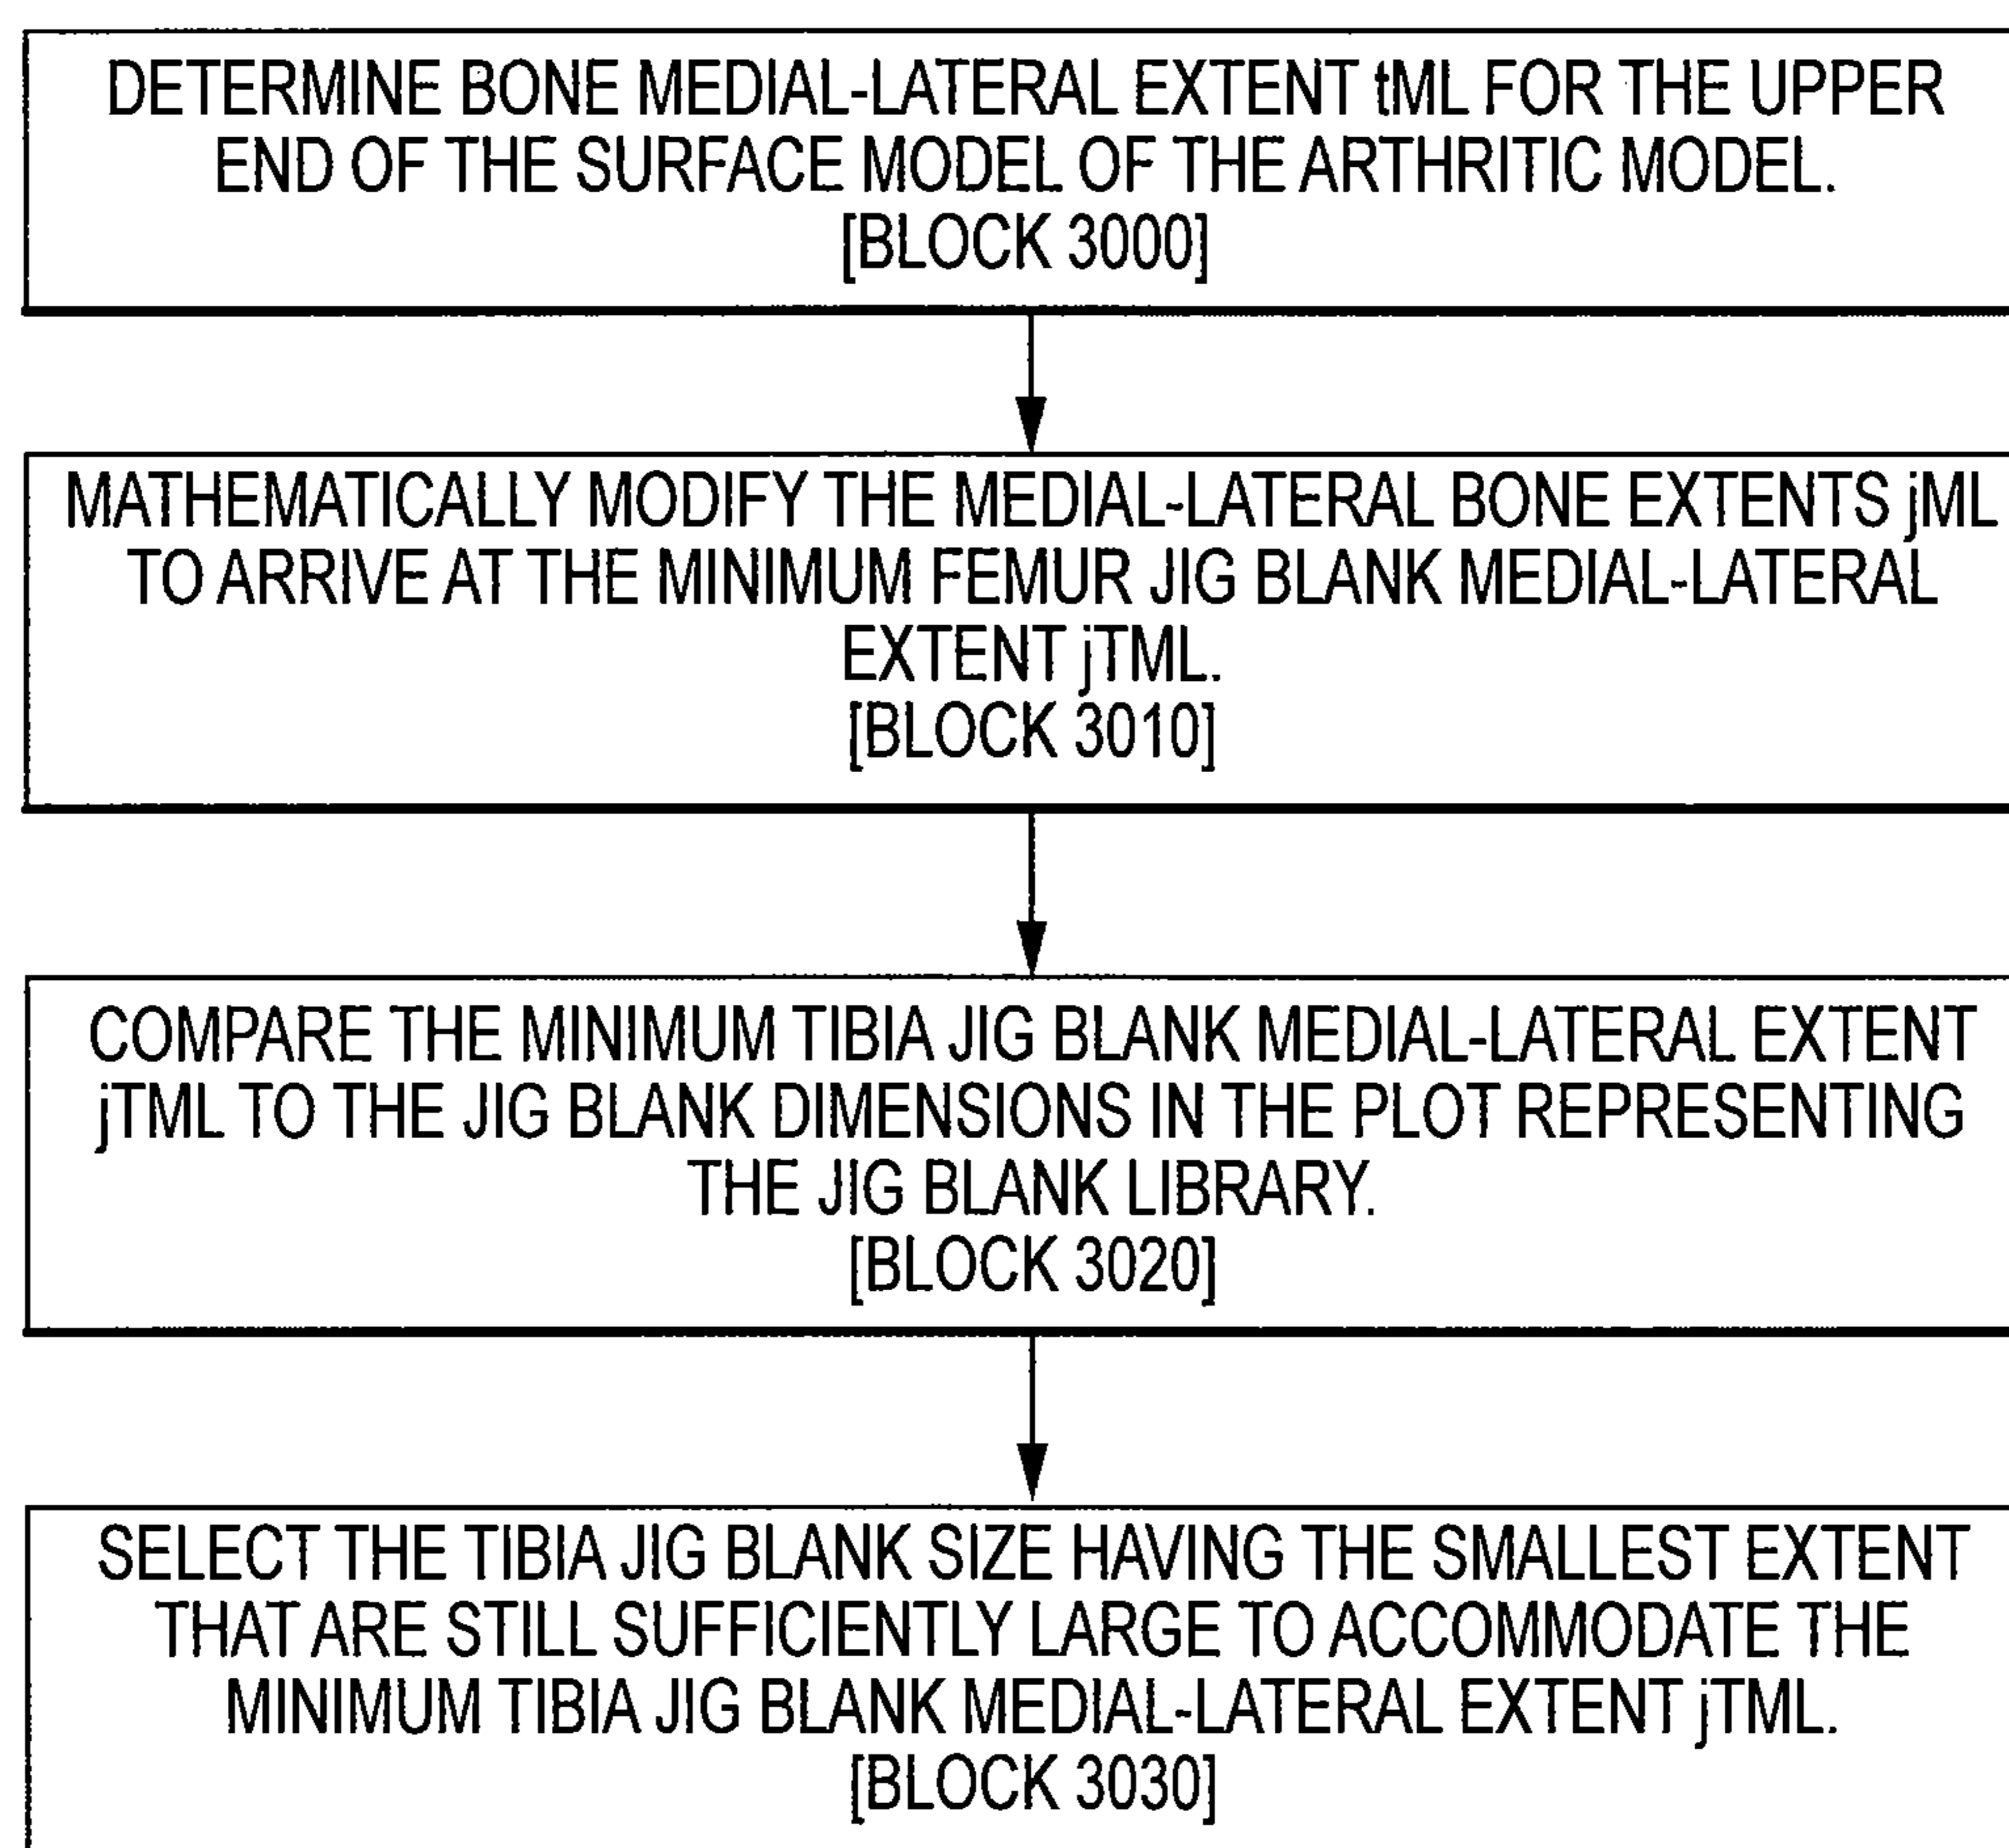 DETERMINE BONE MEDIAL-LATERAL EXTENT tML FOR THE UPPER
END OF THE SURFACE MODEL OF THE ARTHRITIC MODEL.
[BLOCK 3000]
MATHEMATICALLY MODIFY THE MEDIAL-LATERAL BONE EXTENTS jML
TO ARRIVE AT THE MINIMUM FEMUR JIG BLANK MEDIAL-LATERAL
EXTENT jTML.
[BLOCK 3010]
COMPARE THE MINIMUM TIBIA JIG BLANK MEDIAL-LATERAL EXTENT
jTML TO THE JIG BLANK DIMENSIONS IN THE PLOT REPRESENTING
THE JIG BLANK LIBRARY.
[BLOCK 3020]
SELECT THE TIBIA JIG BLANK SIZE HAVING THE SMALLEST EXTENT
THAT ARE STILL SUFFICIENTLY LARGE TO ACCOMMODATE THE
MINIMUM TIBIA JIG BLANK MEDIAL-LATERAL EXTENT jTML.
[BLOCK 3030]